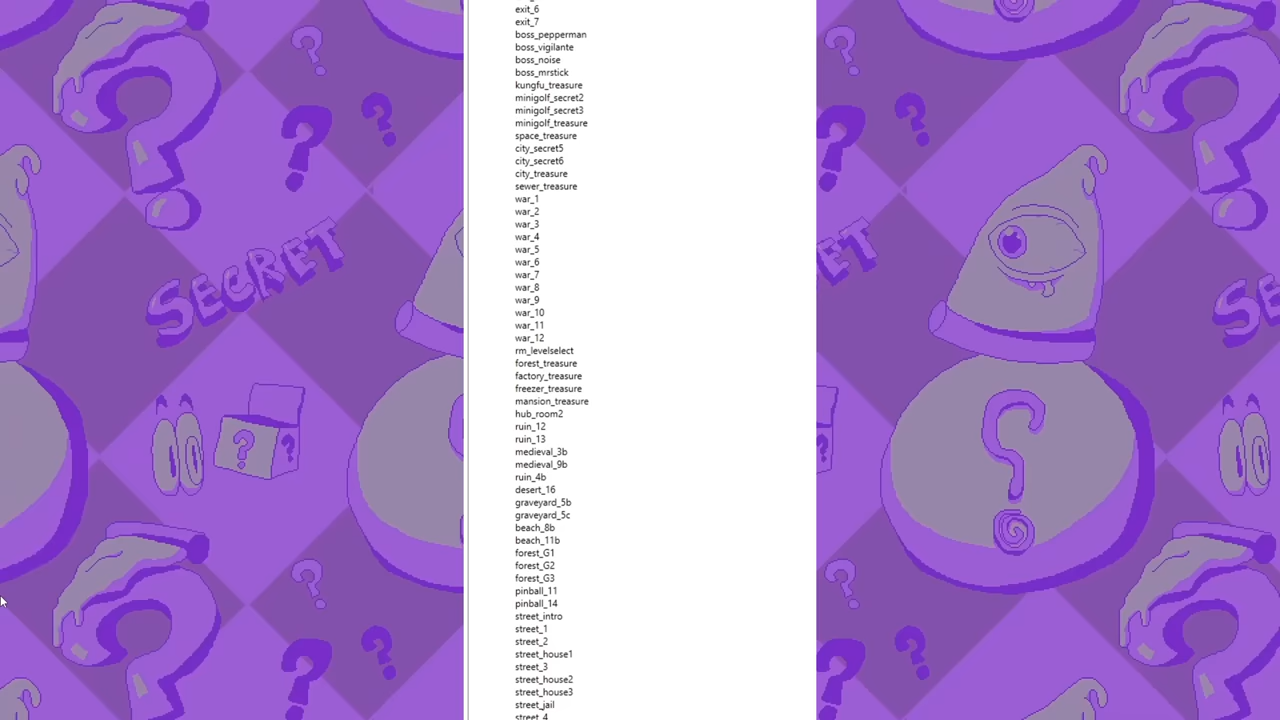 exit_6
exit_7
boss_pepperman
boss_vigilante
boss_noise
boss_mrstick
kungfu_treasure
minigolf_secret2
minigolf_secret3
minigolf_treasure
space_treasure
city_secret5
city_secret6
city_treasure
sewer_treasure
war_1
war_2
war_3
war_4
war_5
war_6
war_7
war_8
war_9
war_10
war_11
war_12
rm_levelselect
forest_treasure
factory_treasure
freezer_treasure
mansion_treasure
hub_room2
ruin_12
ruin_13
medieval_3b
medieval_9b
ruin_4b
desert_16
graveyard_5b
graveyard_5c
beach_8b
beach_11b
forest_G1
forest_G2
forest_G3
pinball_11
pinball_14
street_intro
street_1
street_2
street_house1
street_3
street_house2
street_house3
street_jail
street_4
SECRET
ET
SE